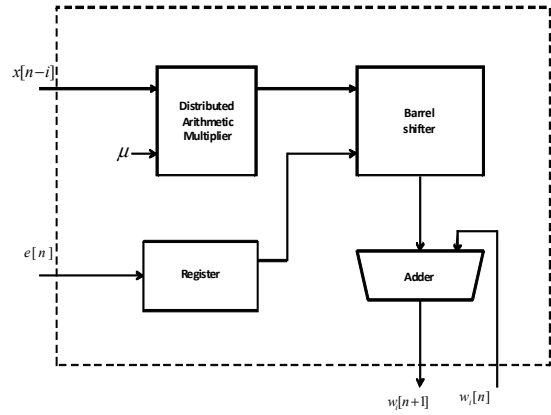 x[n−i]
Distributed
Arithmetic
Multiplier
Barrel
shifter
μ
e[n]
Register
Adder
w_i[n+1]
w_i[n]